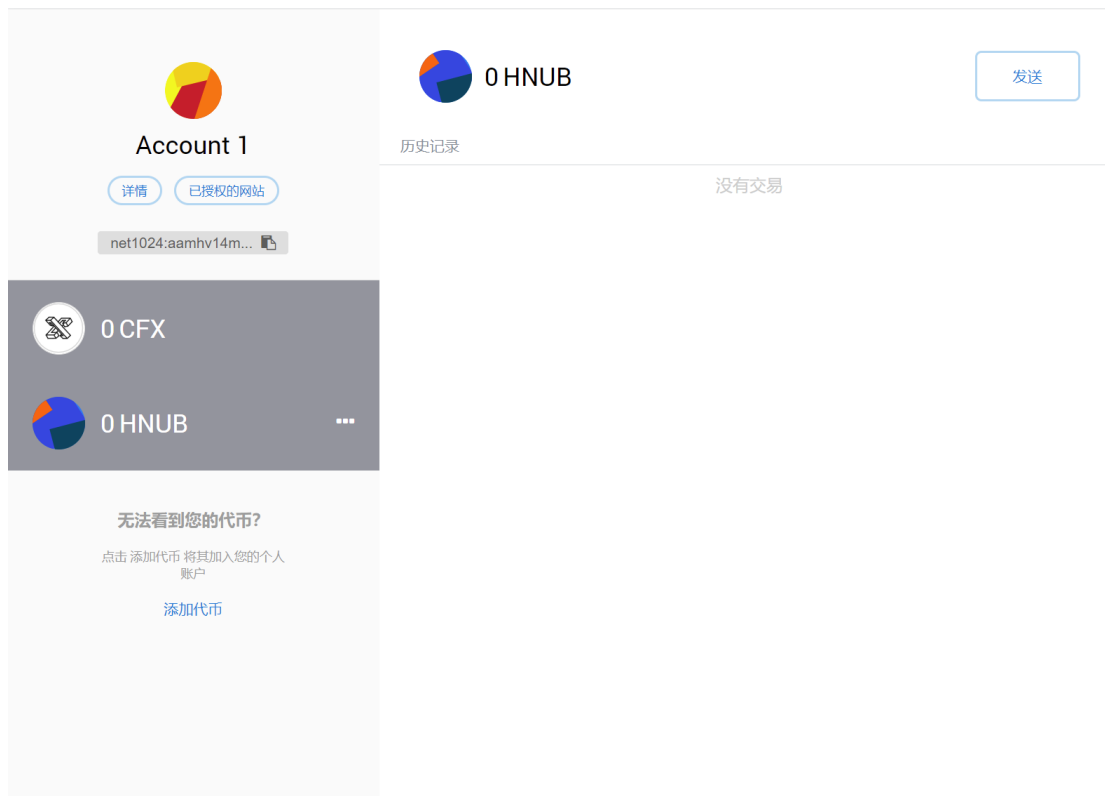 Account 1
详情
已授权的网站
net1024:aamhv14m...
0 CFX
0 HNUB
无法看到您的代币?
点击 添加代币 将其加入您的个人
账户
添加代币
0 HNUB
发送
历史记录
没有交易